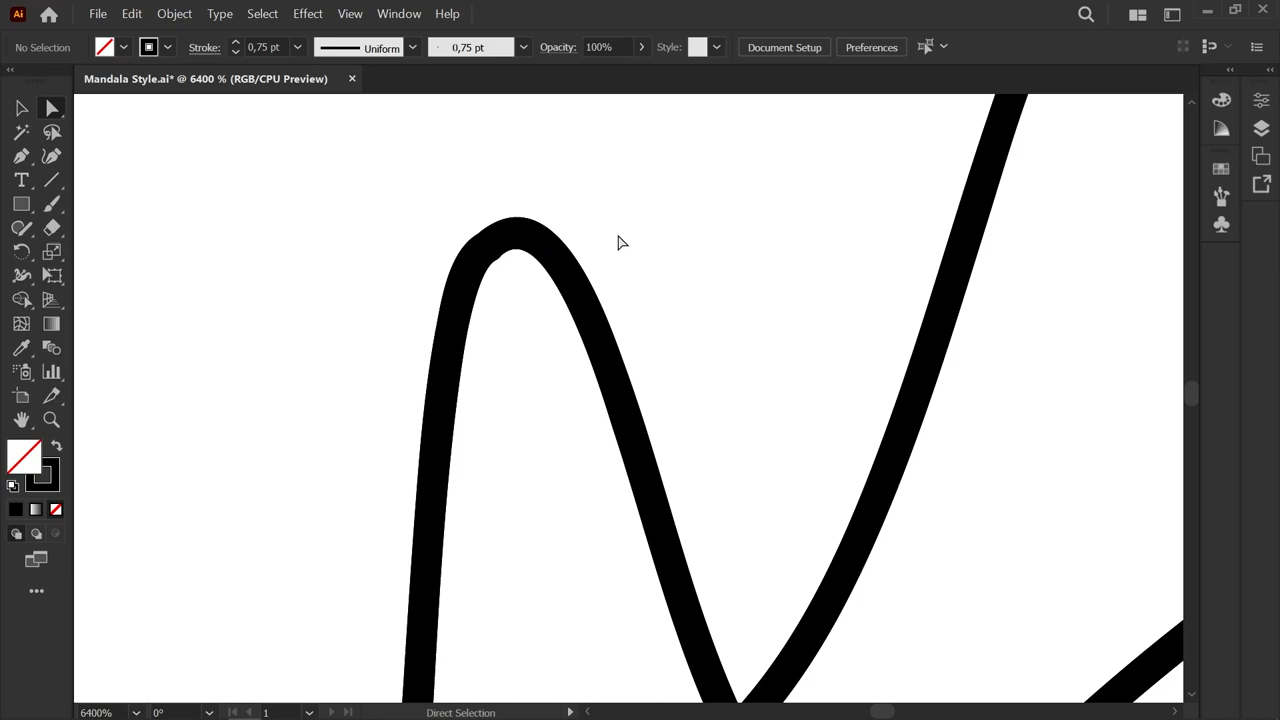 Ai File Edit Object Type Select Effect View Window Help
No Selection Stroke: 0,75 pt Uniform 0,75 pt Opacity: 100% Style: Document Setup Preferences
Mandala Style.ai* @ 6400 % (RGB/CPU Preview)
T
6400% 0° 1 Direct Selection